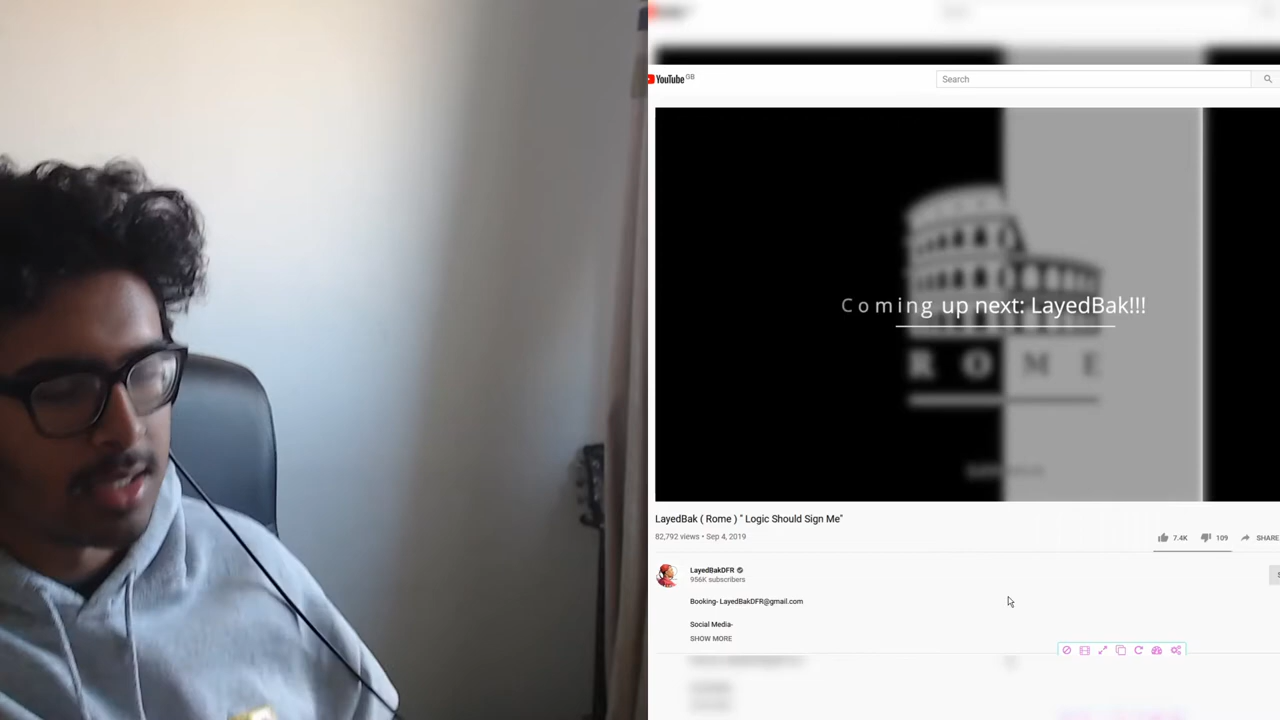 YouTube GB
Search
Coming up next: LayedBak!!!
ROME
LayedBak ( Rome ) " Logic Should Sign Me"
82,792 views • Sep 4, 2019
7.4K
109
SHARE
LayedBakDFR
956K subscribers
Booking- LayedBakDFR@gmail.com
Social Media-
SHOW MORE